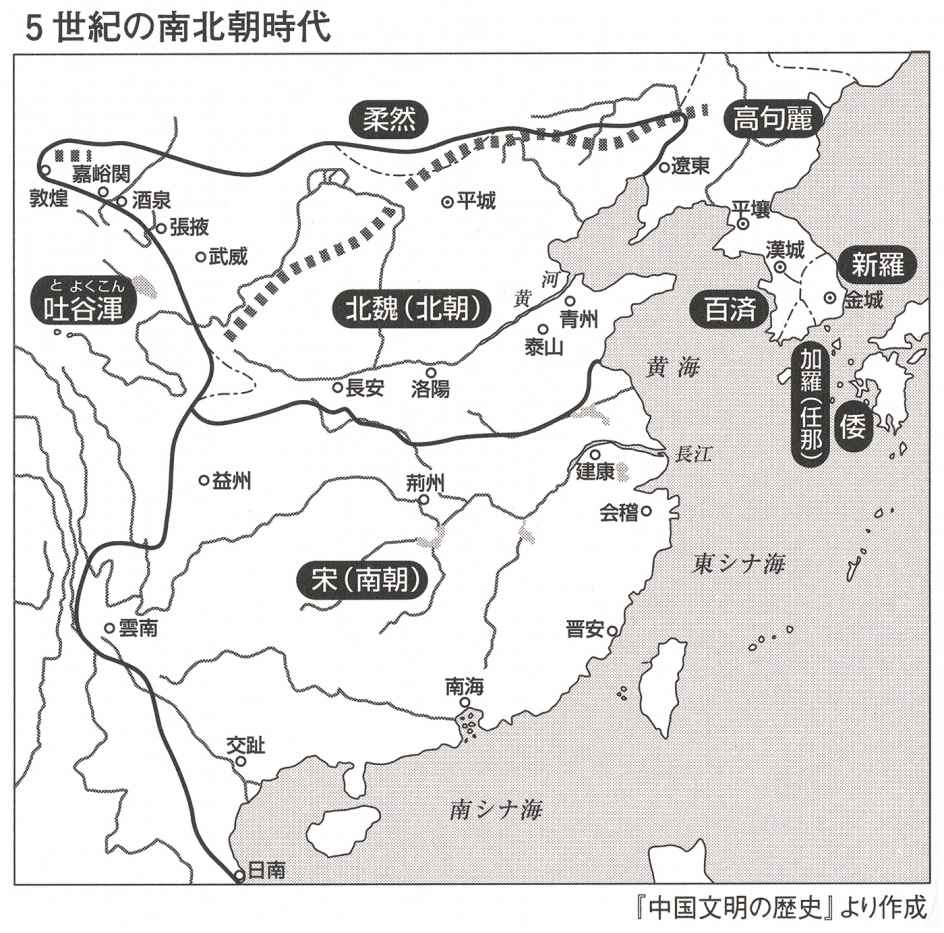 5世紀の南北朝時代
柔然
高句麗
嘉峪関
敦煌
酒泉
張掖
武威
平城
遼東
平壌
漢城
新羅
金城
百済
とよくこん
吐谷渾
北魏(北朝)
河
黄
青州
泰山
長安
洛陽
黄海
加羅(任那)
倭
益州
荆州
建康
長江
会稽
宋(南朝)
東シナ海
雲南
晋安
南海
交趾
南シナ海
日南
『中国文明の歴史』より作成